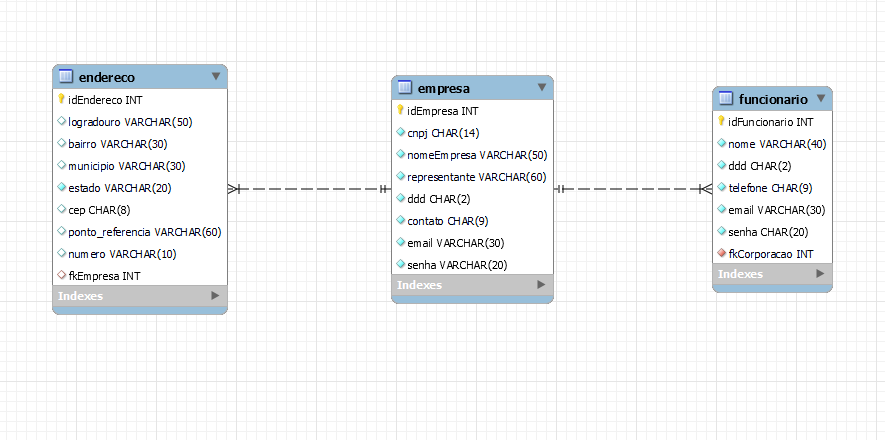 endereco
idEndereco INT
logradouro VARCHAR(50)
bairro VARCHAR(30)
municipio VARCHAR(30)
estado VARCHAR(20)
cep CHAR(8)
ponto_referencia VARCHAR(60)
numero VARCHAR(10)
fkEmpresa INT
Indexes
empresa
idEmpresa INT
cnpj CHAR(14)
nomeEmpresa VARCHAR(50)
representante VARCHAR(60)
ddd CHAR(2)
contato CHAR(9)
email VARCHAR(30)
senha VARCHAR(20)
Indexes
funcionario
idFuncionario INT
nome VARCHAR(40)
ddd CHAR(2)
telefone CHAR(9)
email VARCHAR(30)
senha CHAR(20)
fkCorporacao INT
Indexes